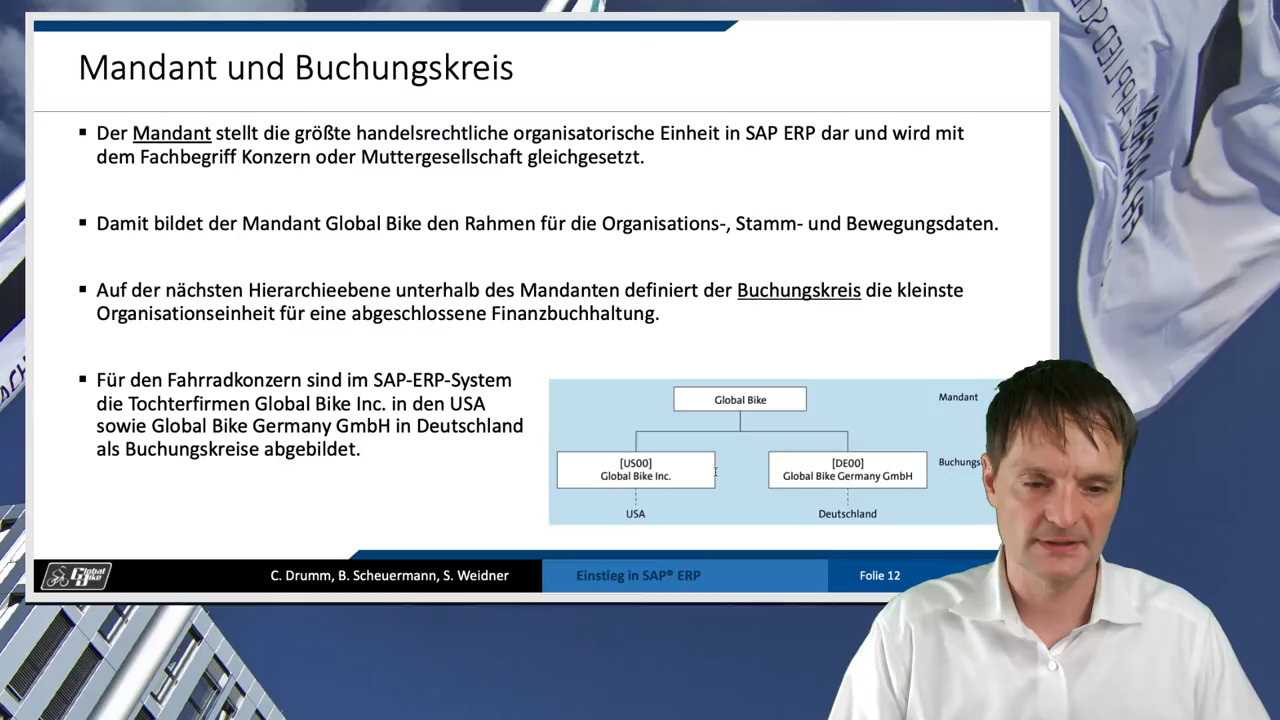 Mandant und Buchungskreis
▪ Der Mandant stellt die größte handelsrechtliche organisatorische Einheit in SAP ERP dar und wird mit
dem Fachbegriff Konzern oder Muttergesellschaft gleichgesetzt.
▪ Damit bildet der Mandant Global Bike den Rahmen für die Organisations-, Stamm- und Bewegungsdaten.
▪ Auf der nächsten Hierarchieebene unterhalb des Mandanten definiert der Buchungskreis die kleinste
Organisationseinheit für eine abgeschlossene Finanzbuchhaltung.
▪ Für den Fahrradkonzern sind im SAP-ERP-System
die Tochterfirmen Global Bike Inc. in den USA
sowie Global Bike Germany GmbH in Deutschland
als Buchungskreise abgebildet.
Global Bike
Mandant
[US00]
Global Bike Inc.
[DE00]
Global Bike Germany GmbH
Buchungs
USA
Deutschland
Global Bike
C. Drumm, B. Scheuermann, S. Weidner
Einstieg in SAP® ERP
Folie 12
FH AACHEN